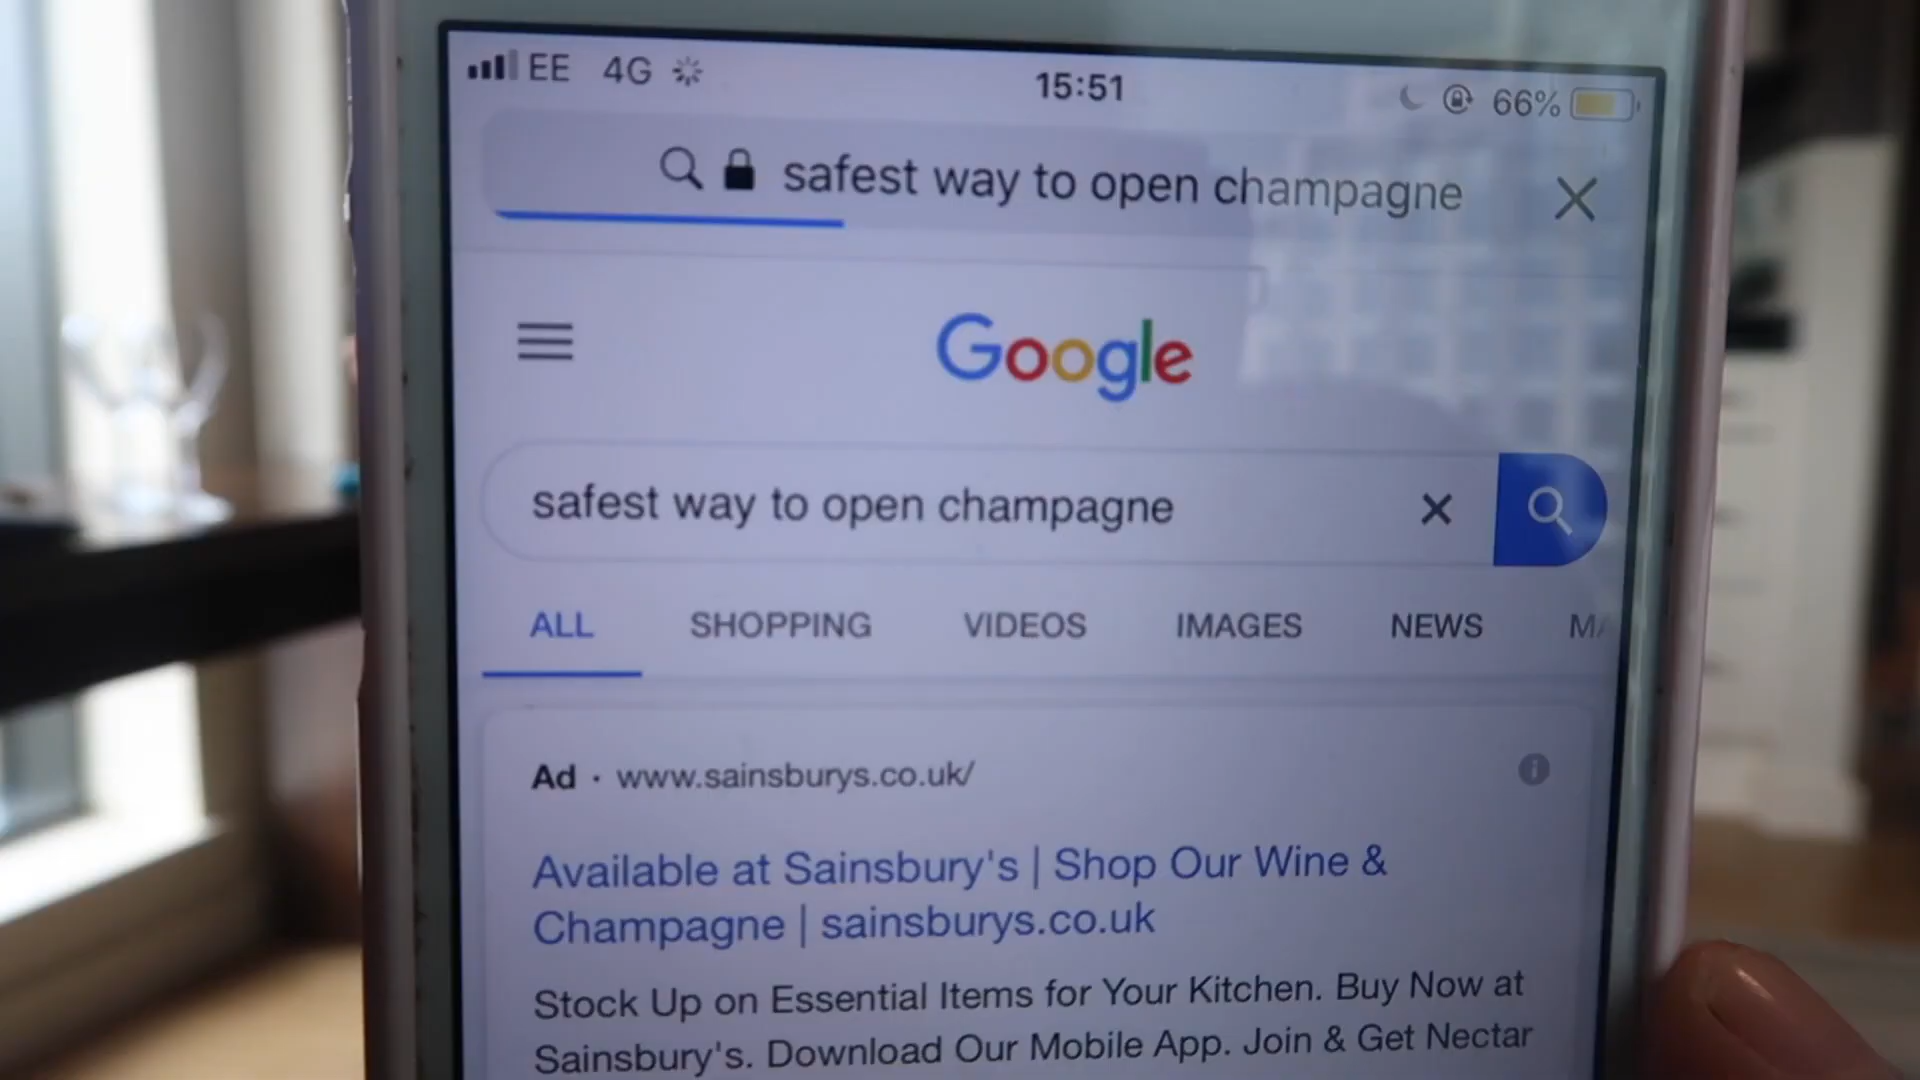 EE 4G 15:51 66%
safest way to open champagne
Google
safest way to open champagne
ALL SHOPPING VIDEOS IMAGES NEWS
Ad · www.sainsburys.co.uk/
Available at Sainsbury's | Shop Our Wine &
Champagne | sainsburys.co.uk
Stock Up on Essential Items for Your Kitchen. Buy Now at
Sainsbury's. Download Our Mobile App. Join & Get Nectar